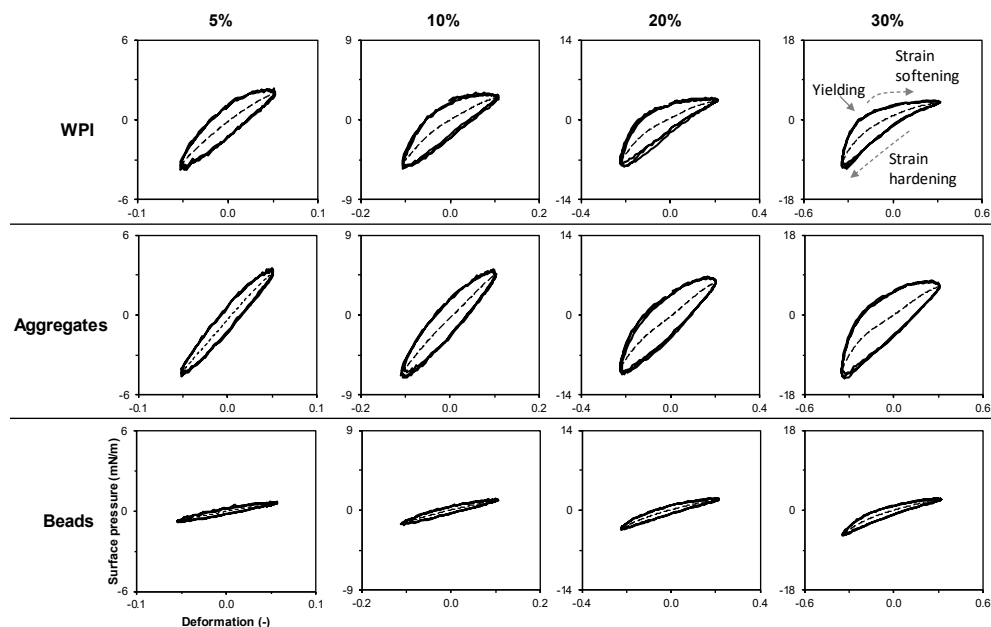 5% 10% 20% 30%
6 9 14 18
Strain
softening
Yielding
WPI
0 0 0 0
Strain
hardening
-6 -9 -14 -18
-0.1 0.0 0.1 -0.2 0.0 0.2 -0.4 0.0 0.4 -0.6 0.0 0.6
6 9 14 18
Aggregates
0 0 0 0
-6 -9 -14 -18
-0.1 0.0 0.1 -0.2 0.0 0.2 -0.4 0.0 0.4 -0.6 0.0 0.6
6 9 14 18
Surface pressure (mN/m)
Beads
0 0 0 0
-6 -9 -14 -18
-0.1 0.0 0.1 -0.2 0.0 0.2 -0.4 0.0 0.4 -0.6 0.0 0.6
Deformation (-)